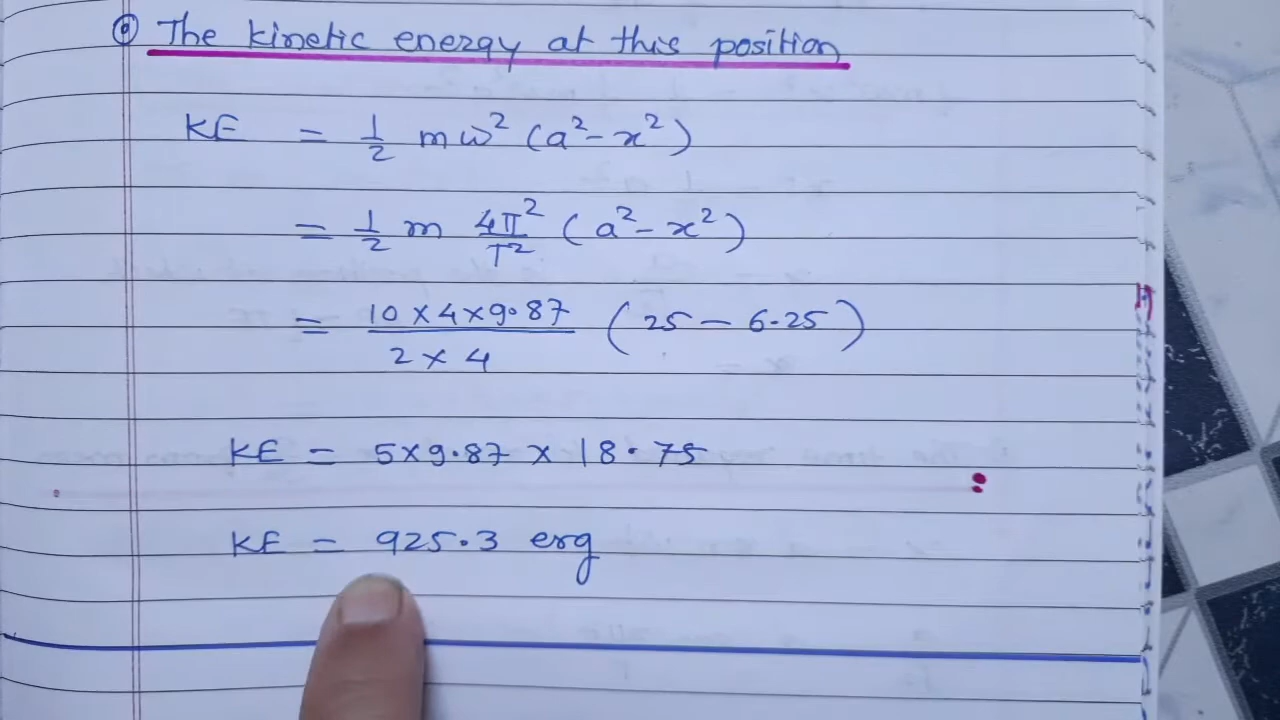 The kinetic energy at this position
KE = 1/2 m ω² (a² - x²)
= 1/2 m 4π²/T² (a² - x²)
= 10 × 4 × 9.87 / 2 × 4 (25 - 6.25)
KE = 5 × 9.87 × 18.75
KE = 925.3 erg